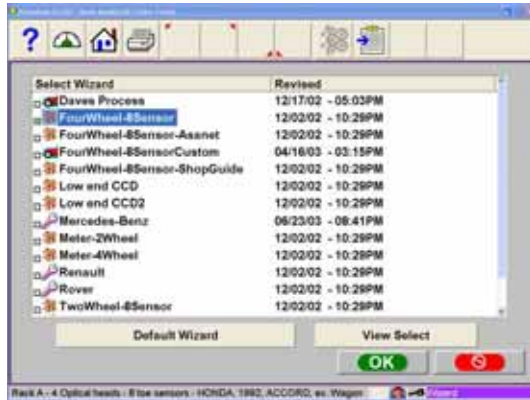 ?
Select Wizard Revised
Daves Process 12/17/02 - 05:03PM
FourWheel-8Sensor 12/02/02 - 10:29PM
FourWheel-8Sensor-Asanet 12/02/02 - 10:29PM
FourWheel-8SensorCustom 04/16/03 - 03:15PM
FourWheel-8Sensor-ShopGuide 12/02/02 - 10:29PM
Low end CCD 12/02/02 - 10:29PM
Low end CCD2 12/02/02 - 10:29PM
Mercedes-Benz 06/23/03 - 08:41PM
Meter-2Wheel 12/02/02 - 10:29PM
Meter-4Wheel 12/02/02 - 10:29PM
Renault 12/02/02 - 10:29PM
Rover 12/02/02 - 10:29PM
TwoWheel-8Sensor 12/02/02 - 10:29PM
Default Wizard View Select
OK
Rack A - 4 Optical heads - 8 toe sensors - HONDA, 1992, ACCORD, ex. Wagon Wizard